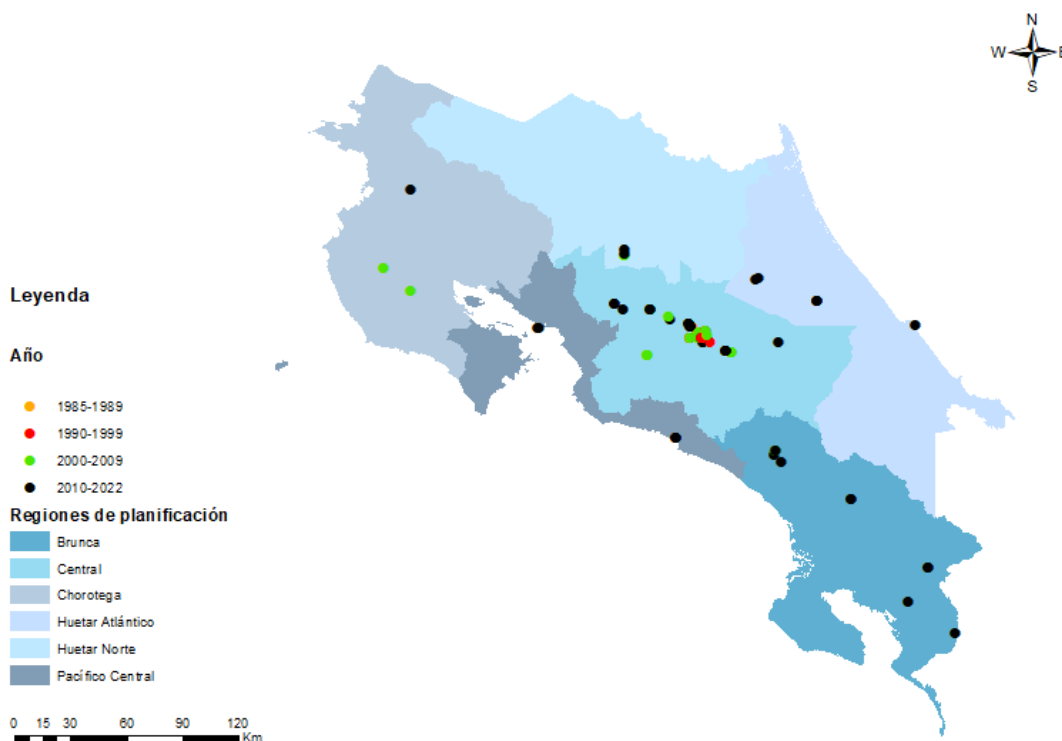 N
W E
S
Leyenda
Año
1985-1989
1990-1999
2000-2009
2010-2022
Regiones de planificación
Brunca
Central
Chorotega
Huetar Atlántico
Huetar Norte
Pacífico Central
0 15 30 60 90 120
Km